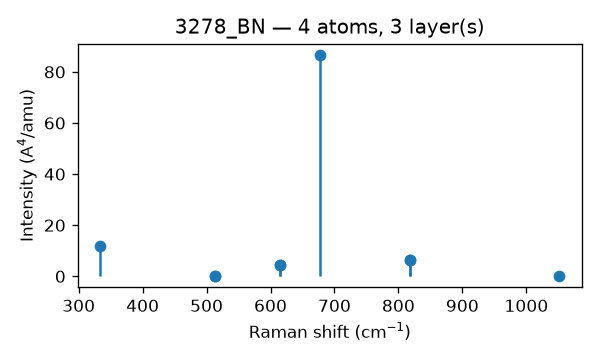 3278_BN — 4 atoms, 3 layer(s)
Intensity (A⁴/amu)
80
60
40
20
0
300 400 500 600 700 800 900 1000
Raman shift (cm⁻¹)